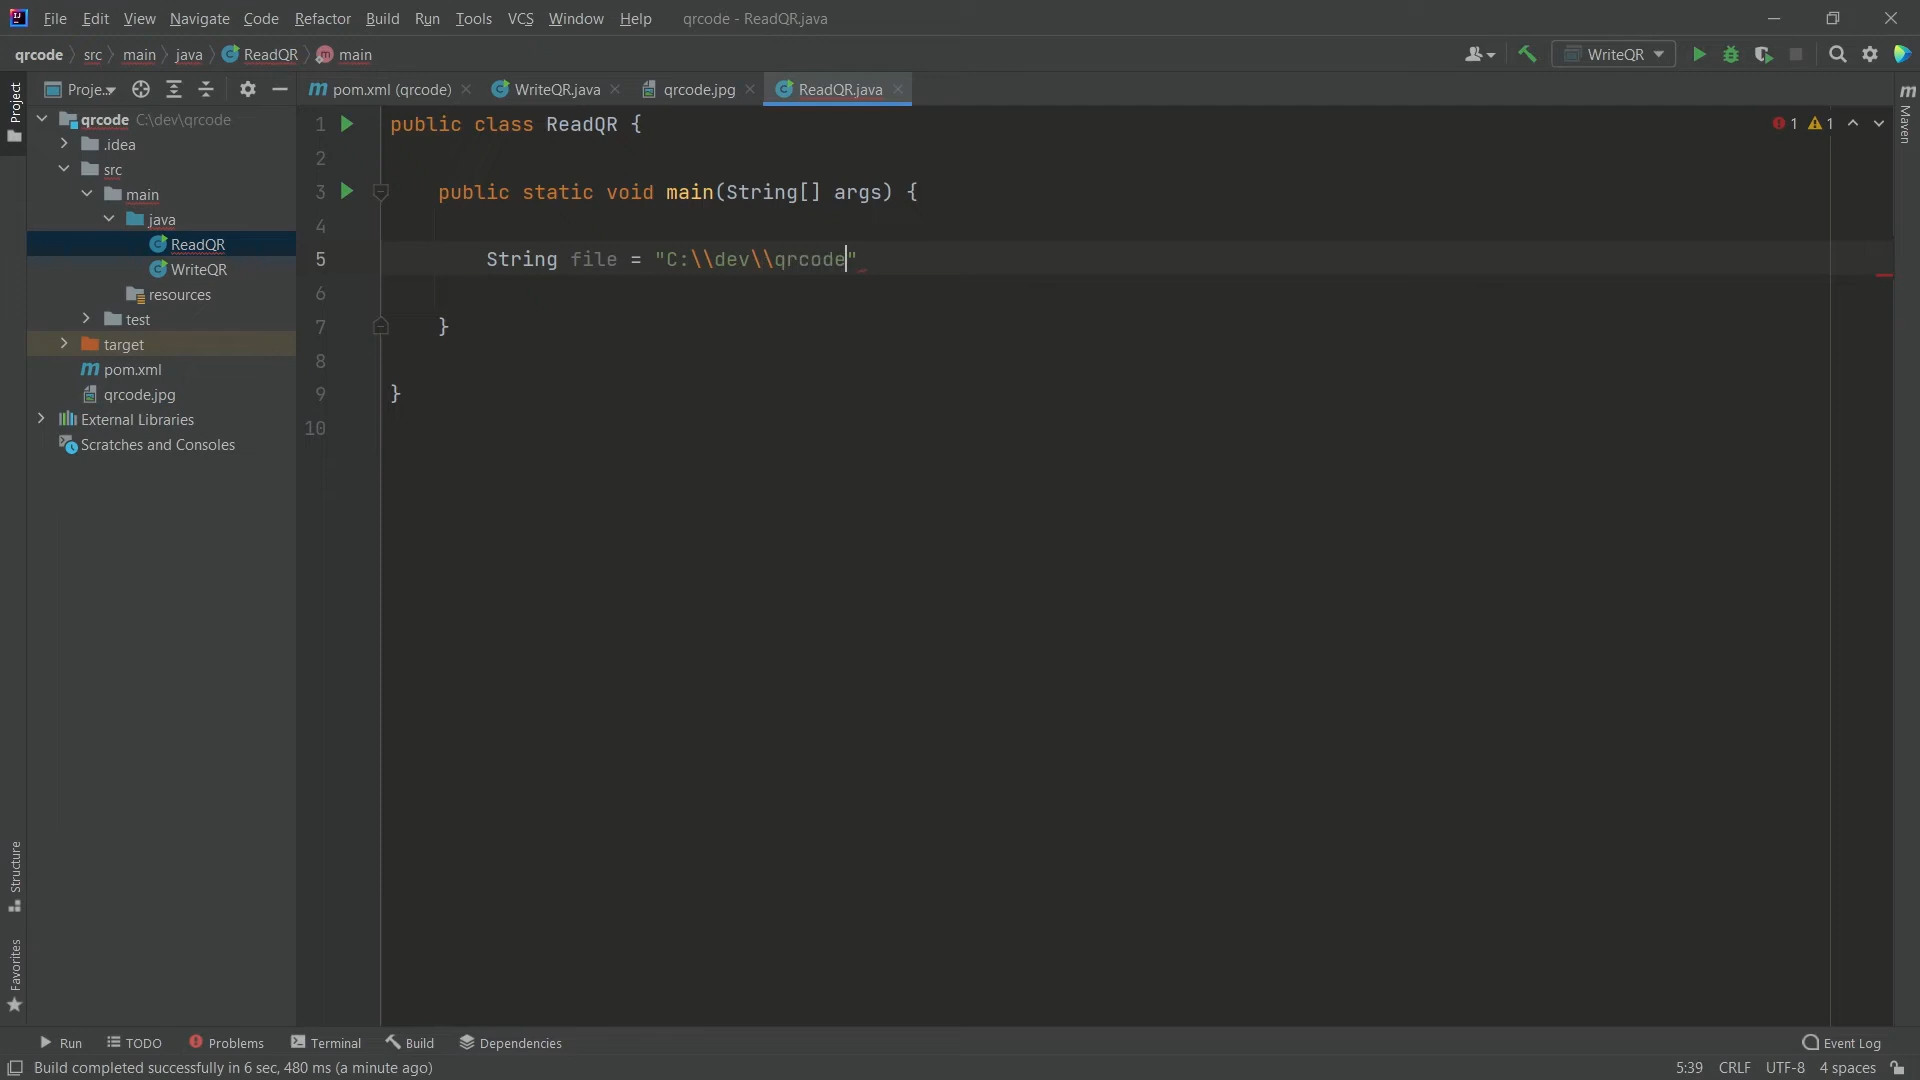 File Edit View Navigate Code Refactor Build Run Tools VCS Window Help qrcode - ReadQR.java
qrcode src main java ReadQR main WriteQR
Project
Proje... pom.xml (qrcode) WriteQR.java qrcode.jpg ReadQR.java
Maven
qrcode C:\dev\qrcode
.idea
src
main
java
ReadQR
WriteQR
resources
test
target
pom.xml
qrcode.jpg
External Libraries
Scratches and Consoles
1 public class ReadQR {
2
3 public static void main(String[] args) {
4
5 String file = "C:\\dev\\qrcode"
6
7 }
8
9 }
10
1 1
Structure
Favorites
Run TODO Problems Terminal Build Dependencies Event Log
Build completed successfully in 6 sec, 480 ms (a minute ago) 5:39 CRLF UTF-8 4 spaces